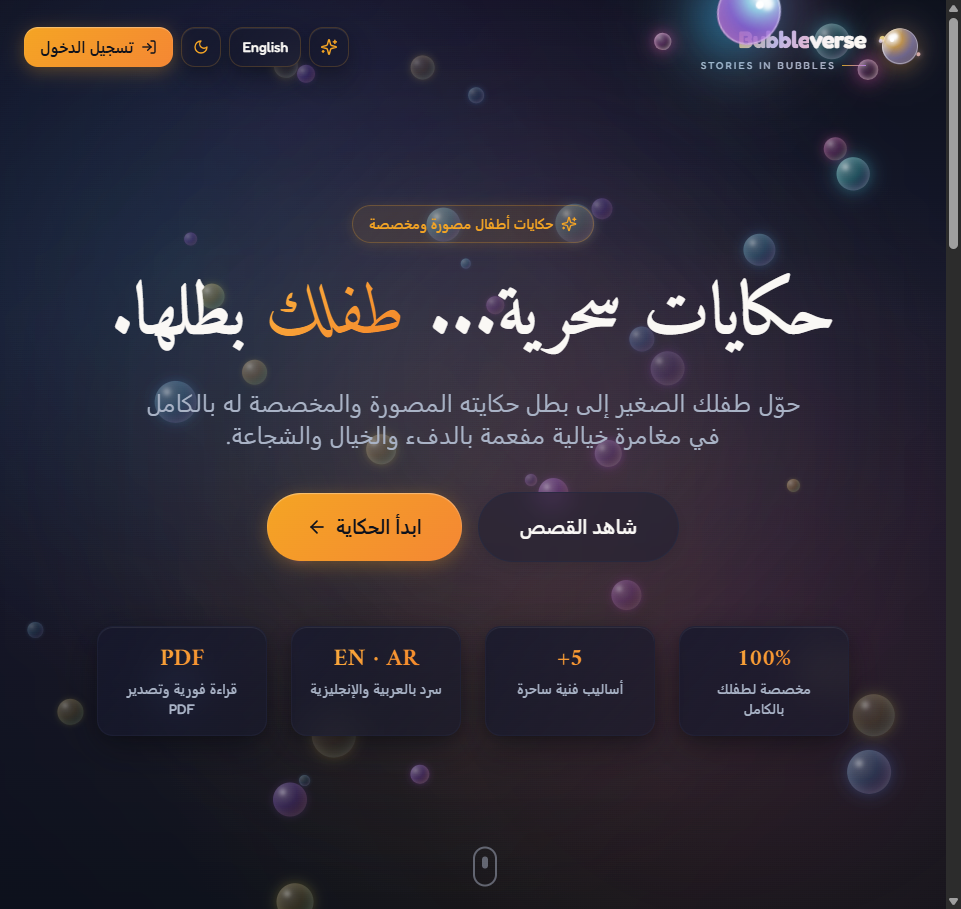 Bubbleverse
STORIES IN BUBBLES
English
تسجيل الدخول
حكايات أطفال مصورة ومخصصة
حكايات سحرية... طفلك بطلها.
حوّل طفلك الصغير إلى بطل حكايته المصورة والمخصصة له بالكامل
في مغامرة خيالية مفعمة بالدفء والخيال والشجاعة.
شاهد القصص
ابدأ الحكاية
100%
مخصصة لطفلك
بالكامل
+5
أساليب فنية ساحرة
EN · AR
سرد بالعربية والإنجليزية
PDF
قراءة فورية وتصدير
PDF